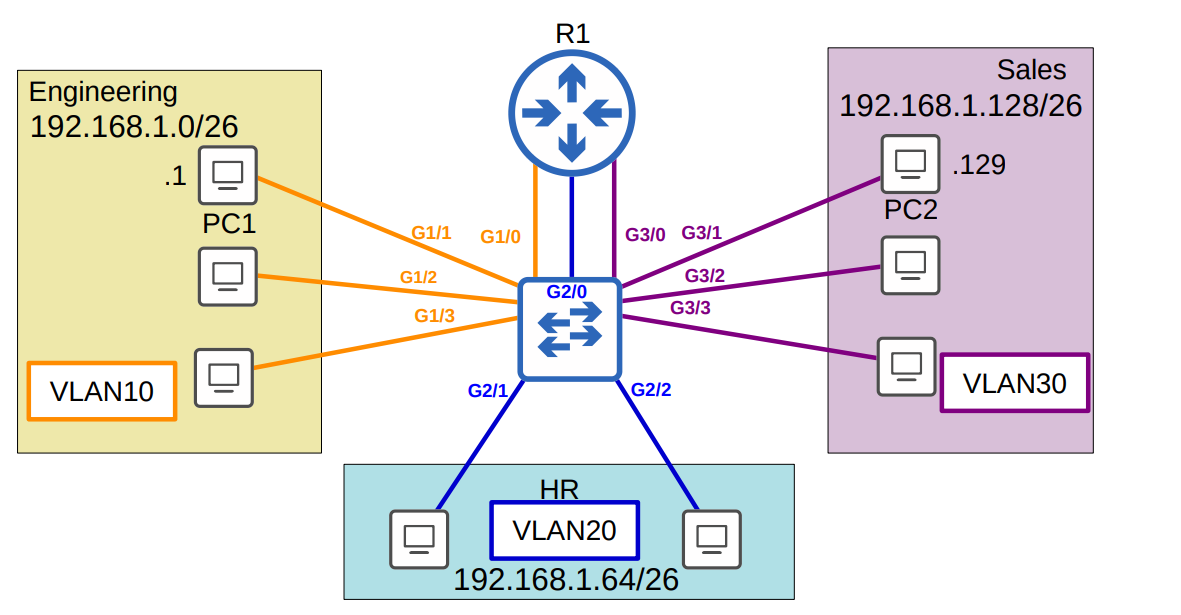 R1
Engineering
192.168.1.0/26
.1
PC1
VLAN10
Sales
192.168.1.128/26
.129
PC2
VLAN30
G1/1
G1/0
G1/2
G1/3
G3/0
G3/1
G3/2
G3/3
G2/0
G2/1
G2/2
HR
VLAN20
192.168.1.64/26